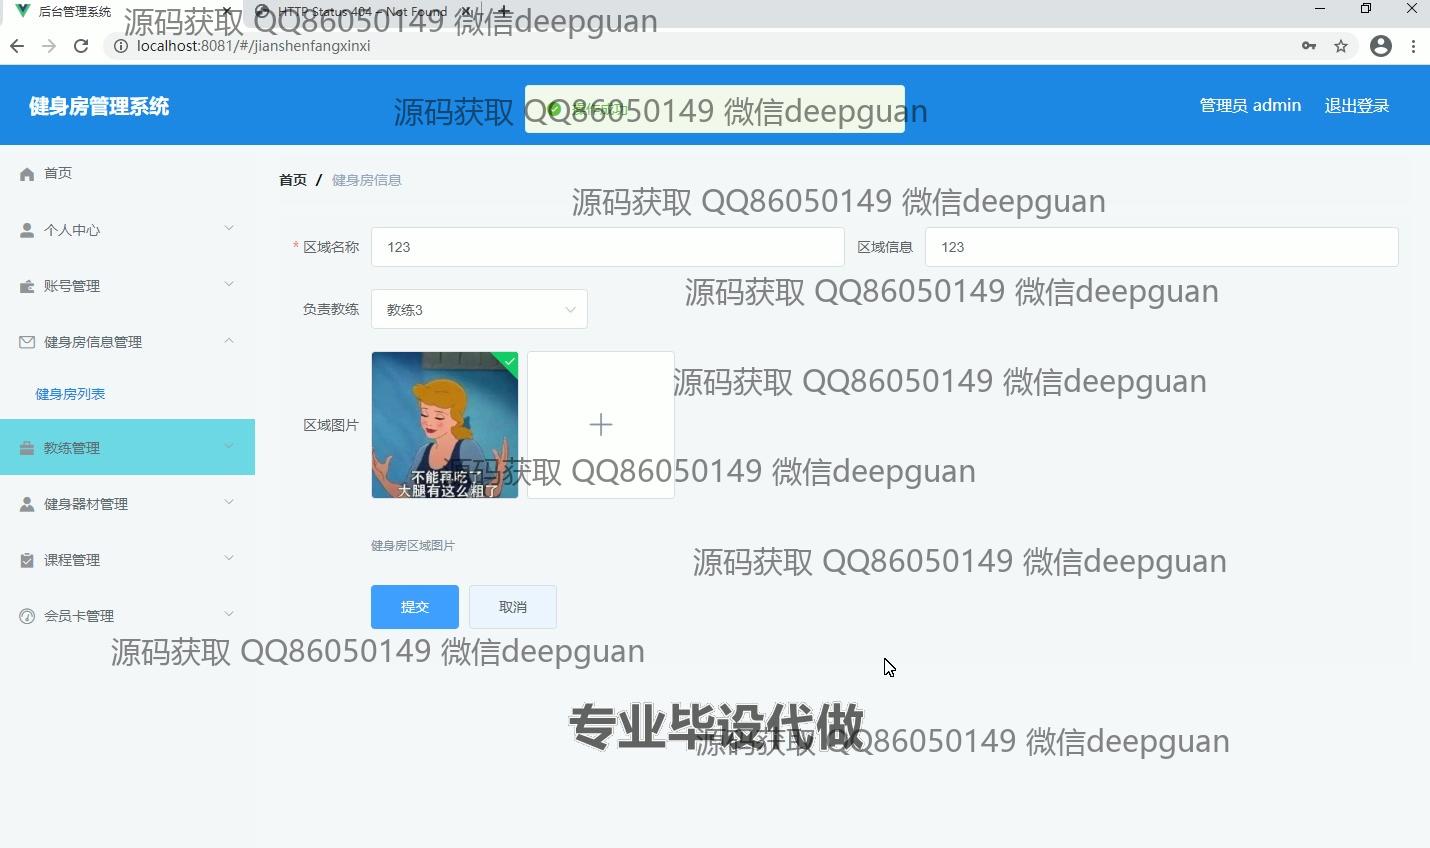 后台管理系统
HTTP Status 404 – Not Found
源码获取 QQ86050149 微信deepguan
localhost:8081/#/jianshenfangxinxi
健身房管理系统
操作成功
源码获取 QQ86050149 微信deepguan
管理员 admin
退出登录
首页
个人中心
账号管理
健身房信息管理
健身房列表
教练管理
健身器材管理
课程管理
会员卡管理
首页 / 健身房信息
源码获取 QQ86050149 微信deepguan
* 区域名称 123
区域信息 123
源码获取 QQ86050149 微信deepguan
负责教练 教练3
源码获取 QQ86050149 微信deepguan
区域图片
不能再吃了
大腿有这么粗了
源码获取 QQ86050149 微信deepguan
健身房区域图片
源码获取 QQ86050149 微信deepguan
提交
取消
源码获取 QQ86050149 微信deepguan
专业毕设代做
源码获取 QQ86050149 微信deepguan